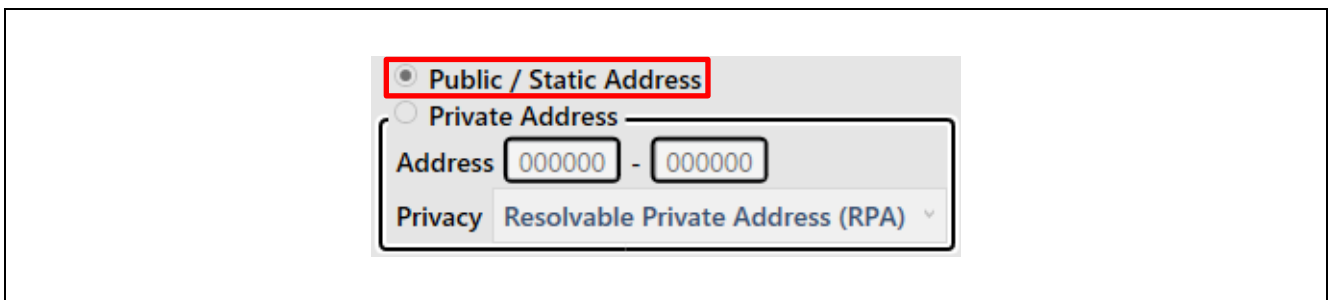 Public / Static Address
Private Address
Address 000000 - 000000
Privacy Resolvable Private Address (RPA)